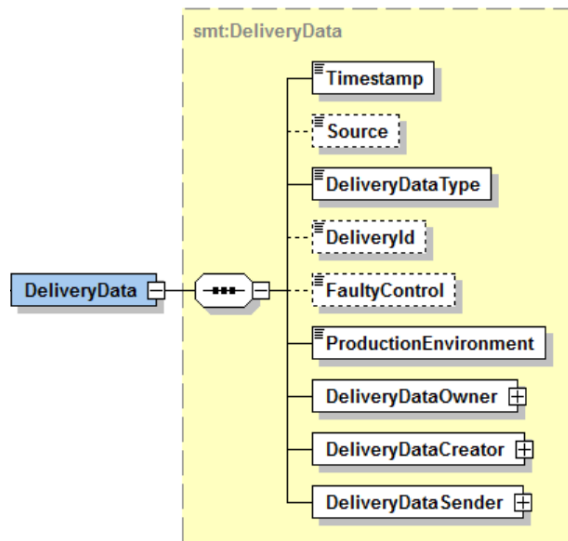 smt:DeliveryData
Timestamp
Source
DeliveryDataType
DeliveryId
DeliveryData
FaultyControl
ProductionEnvironment
DeliveryDataOwner
DeliveryDataCreator
DeliveryDataSender